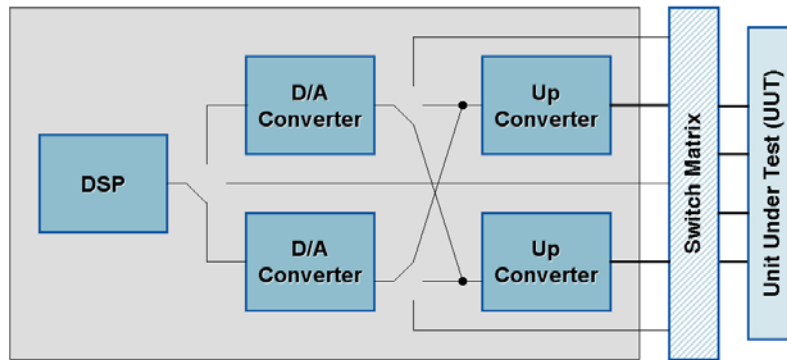 DSP
D/A
Converter
D/A
Converter
Up
Converter
Up
Converter
Switch Matrix
Unit Under Test (UUT)